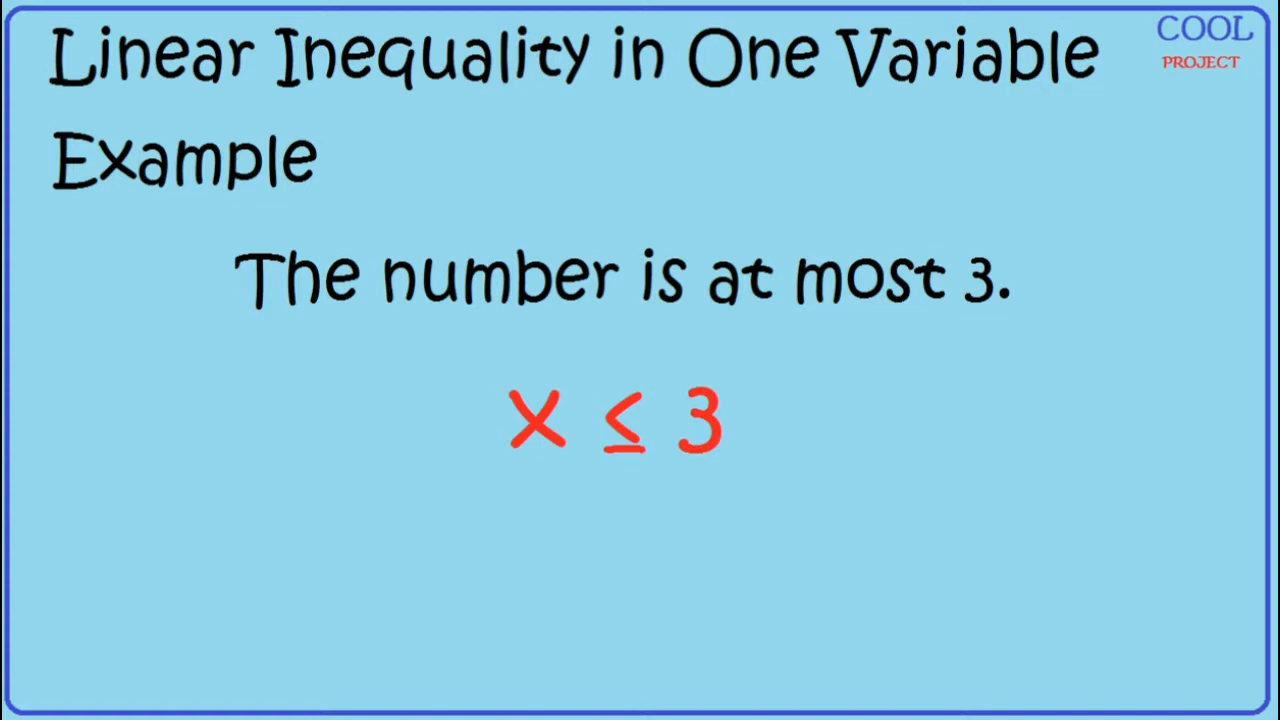 Linear Inequality in One Variable
COOL
PROJECT
Example
The number is at most 3.
x ≤ 3